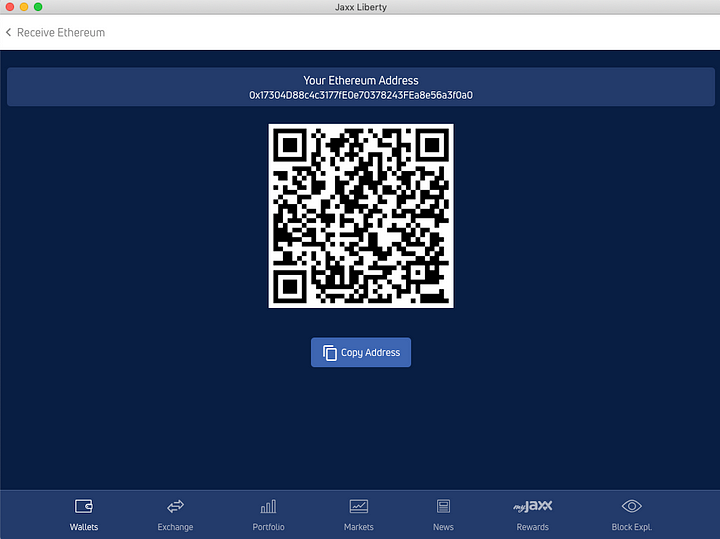 Jaxx Liberty
Receive Ethereum
Your Ethereum Address
0x17304D88c4c3177fE0e70378243FEa8e56a3f0a0
Copy Address
Wallets
Exchange
Portfolio
Markets
News
myJaxx
Rewards
Block Expl.